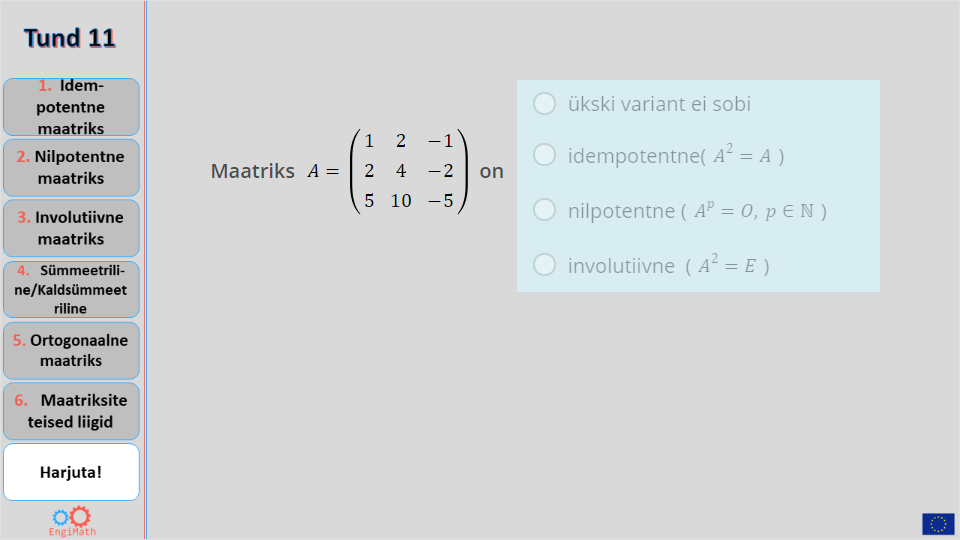 Tund 11
1. Idem-
potentne
maatriks
2. Nilpotentne
maatriks
3. Involutiivne
maatriks
4. Sümmeetrili-
ne/Kaldsümmeet
riline
5. Ortogonaalne
maatriks
6. Maatriksite
teised liigid
Harjuta!
EngiMath
1 2 −1
Maatriks A = 2 4 −2 on
5 10 −5
ükski variant ei sobi
idempotentne( A² = A )
nilpotentne ( Aᵖ = O, p ∈ ℕ )
involutiivne ( A² = E )